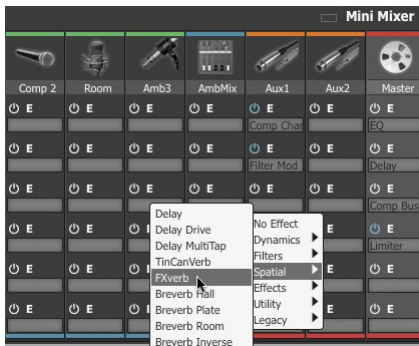 Mini Mixer
Comp 2 Room Amb3 AmbMix Aux1 Aux2 Master
E E E E E E E
Comp Chan EQ
E E E E E E E
Filter Mod Delay
E E E E E E E
Comp Bus
Delay
Delay Drive
Delay MultiTap
TinCanVerb
FXverb
Breverb Hall
Breverb Plate
Breverb Room
Breverb Inverse
No Effect
Dynamics
Filters
Spatial
Effects
Utility
Legacy
E E E E
Limiter
E E E E
E E E E E